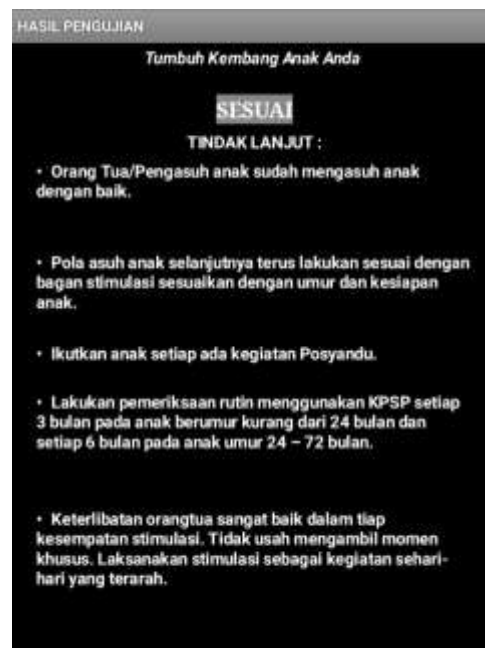 HASIL PENGUJIAN
Tumbuh Kembang Anak Anda
SESUAI
TINDAK LANJUT :
• Orang Tua/Pengasuh anak sudah mengasuh anak
dengan baik.
• Pola asuh anak selanjutnya terus lakukan sesuai dengan
bagan stimulasi sesuaikan dengan umur dan kesiapan
anak.
• Ikutkan anak setiap ada kegiatan Posyandu.
• Lakukan pemeriksaan rutin menggunakan KPSP setiap
3 bulan pada anak berumur kurang dari 24 bulan dan
setiap 6 bulan pada anak umur 24 – 72 bulan.
• Keterlibatan orangtua sangat baik dalam tiap
kesempatan stimulasi. Tidak usah mengambil momen
khusus. Laksanakan stimulasi sebagai kegiatan sehari-
hari yang terarah.